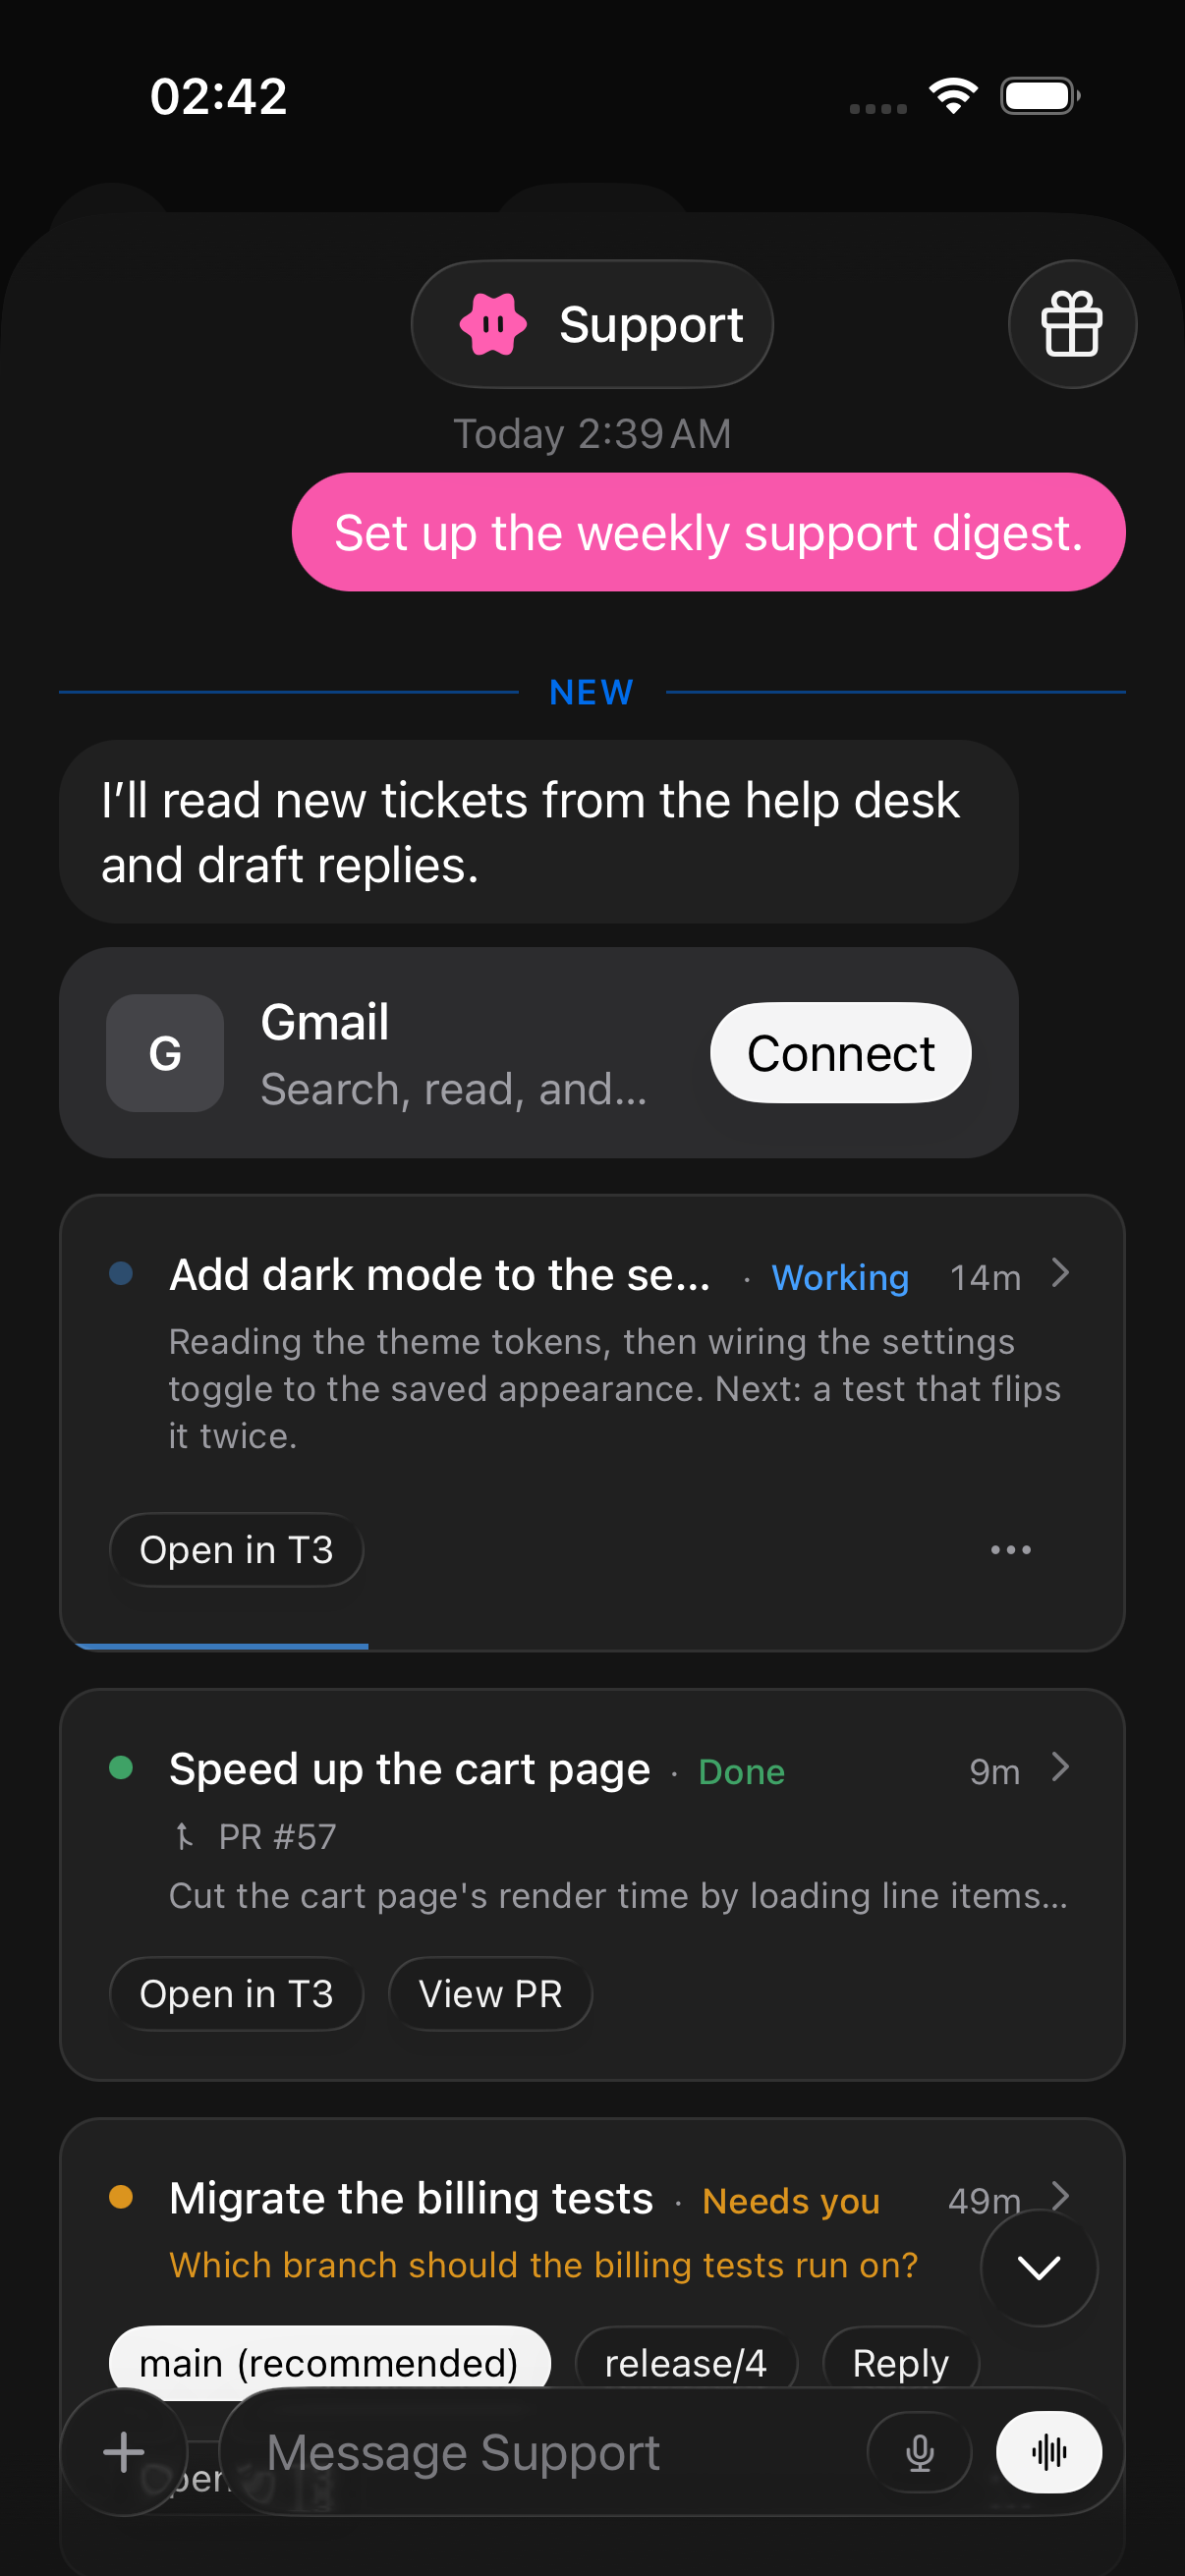 02:42
Support
Today 2:39 AM
Set up the weekly support digest.
NEW
I’ll read new tickets from the help desk
and draft replies.
G
Gmail
Search, read, and...
Connect
Add dark mode to the se... · Working 14m
Reading the theme tokens, then wiring the settings
toggle to the saved appearance. Next: a test that flips
it twice.
Open in T3
Speed up the cart page · Done 9m
PR #57
Cut the cart page's render time by loading line items...
Open in T3 View PR
Migrate the billing tests · Needs you 49m
Which branch should the billing tests run on?
main (recommended) release/4 Reply
Message Support